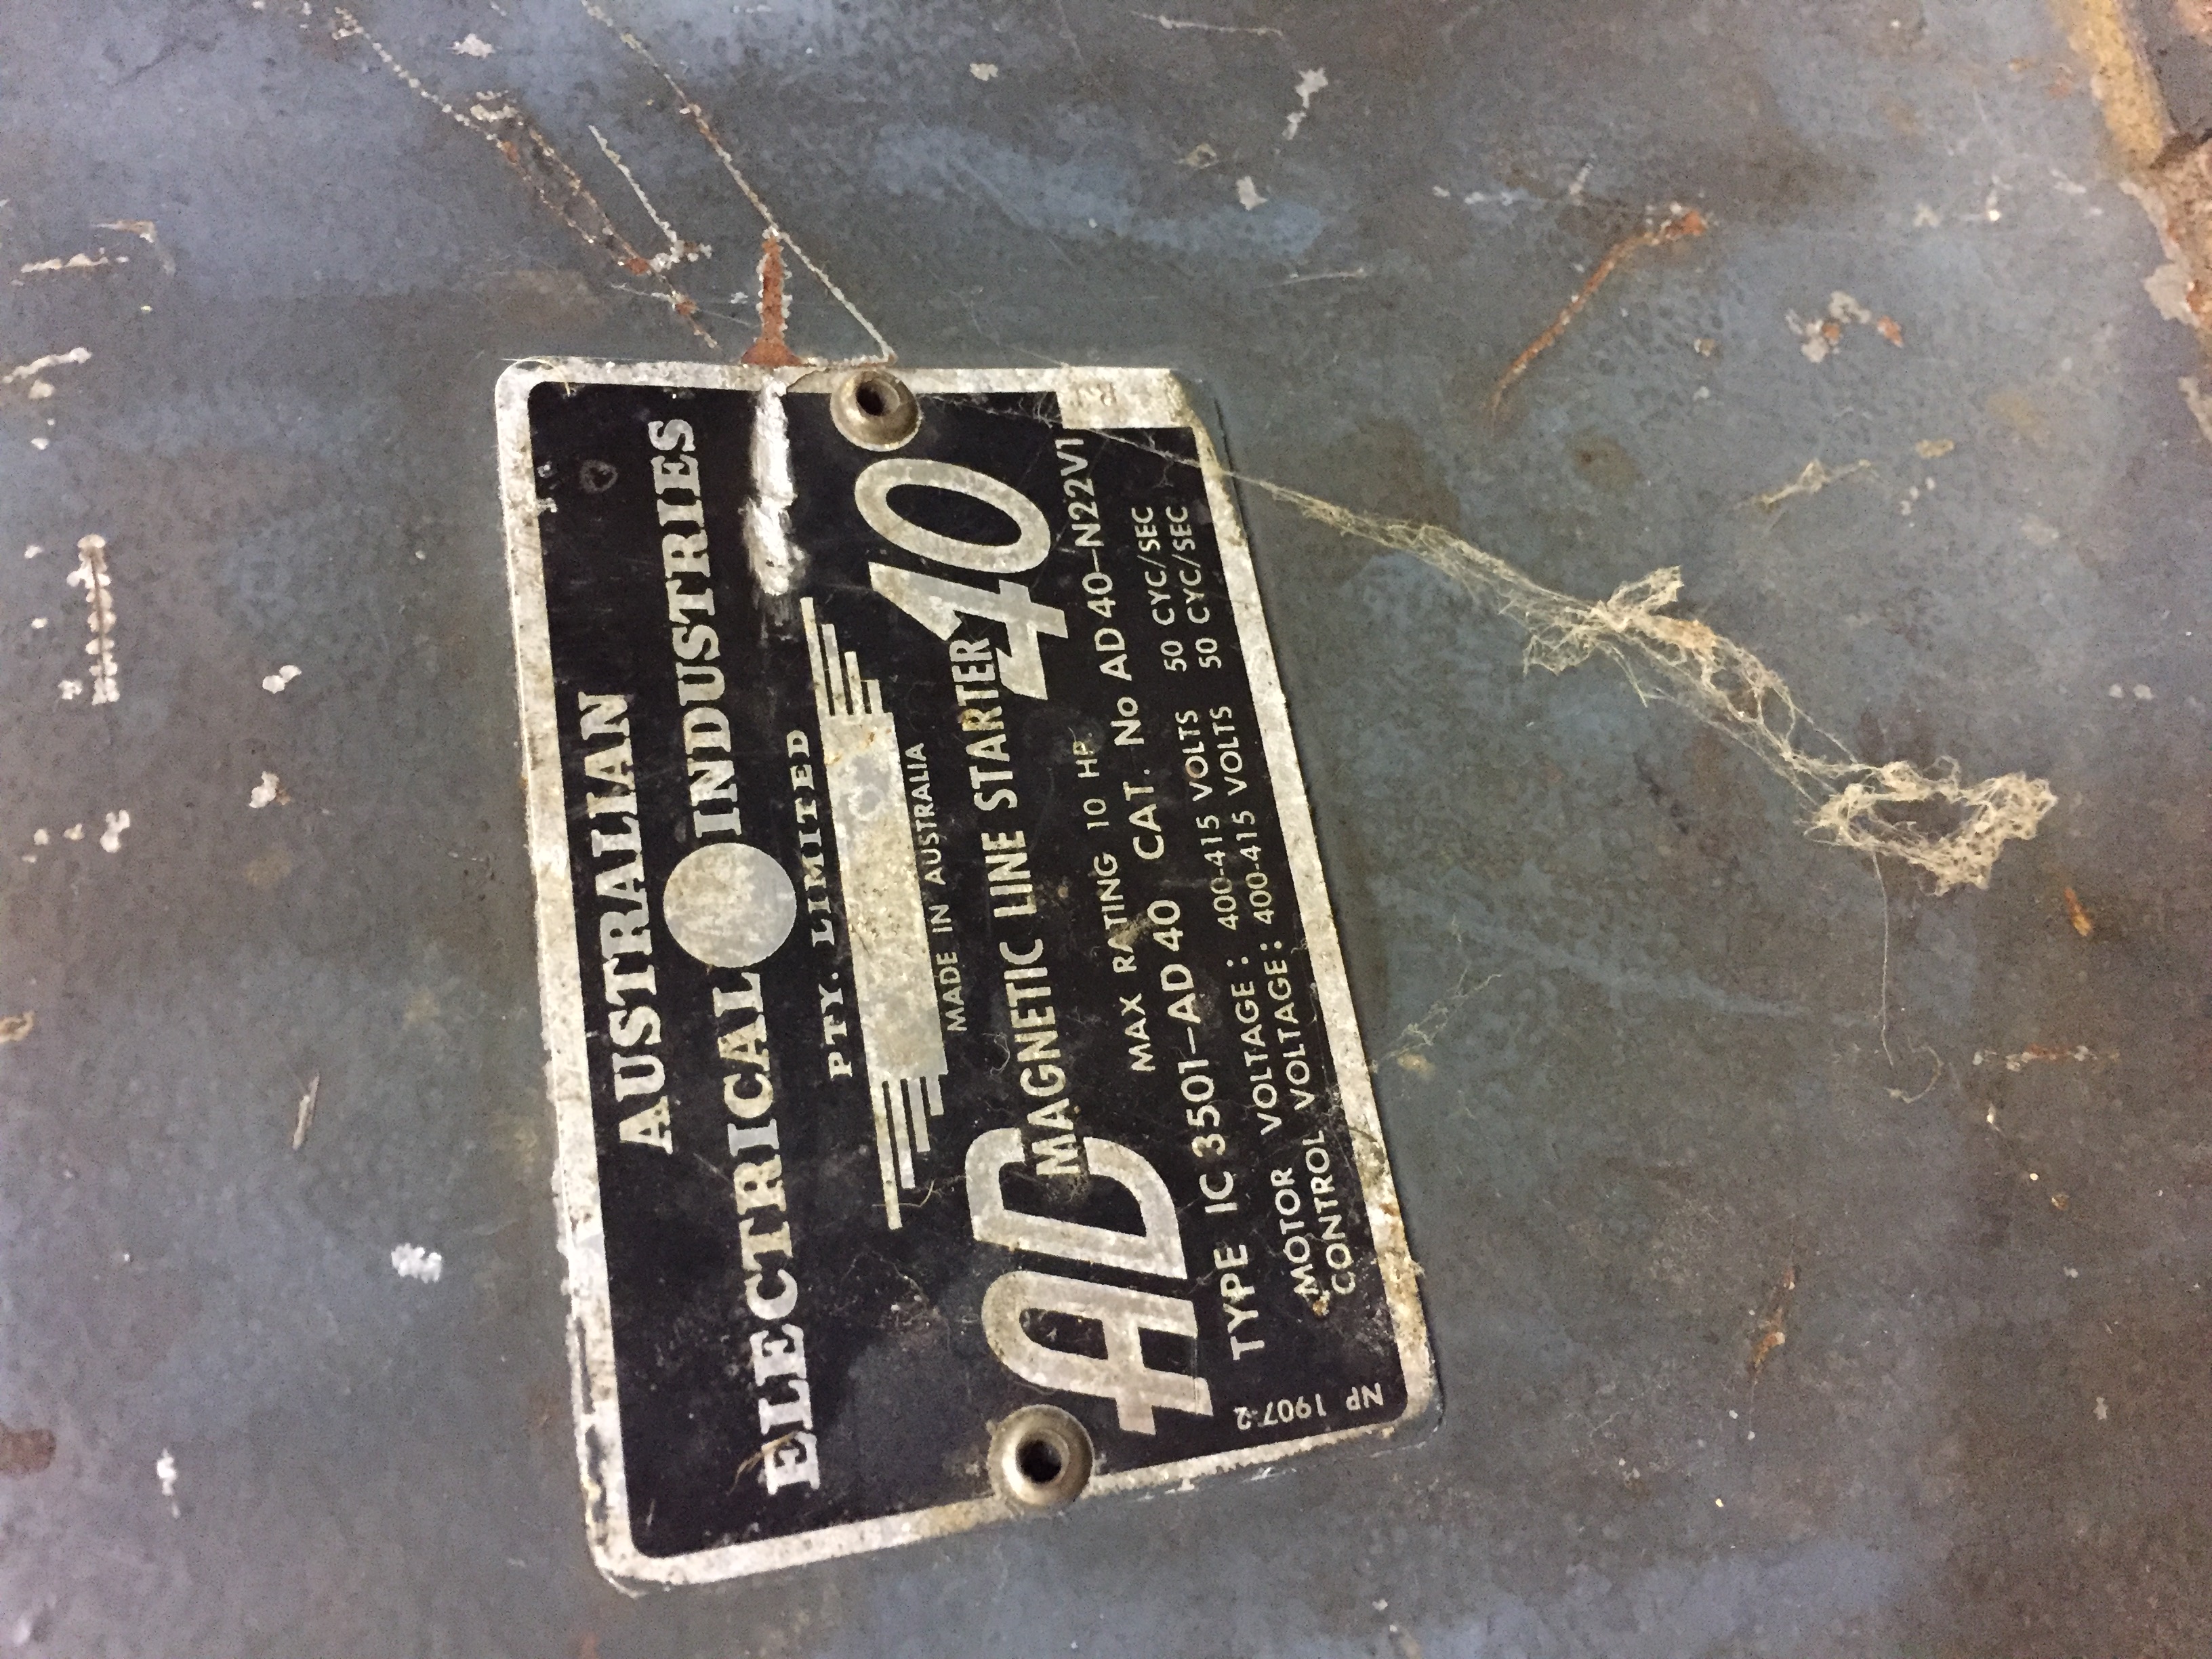 AUSTRALIAN
ELECTRICAL INDUSTRIES
PTY. LIMITED
MADE IN AUSTRALIA
AD 40
MAGNETIC LINE STARTER
MAX RATING 10 HP.
TYPE IC 3501-AD 40 CAT. No AD 40-N22V1
MOTOR VOLTAGE: 400-415 VOLTS 50 CYC/SEC
CONTROL VOLTAGE: 400-415 VOLTS 50 CYC/SEC
NP 1907-2